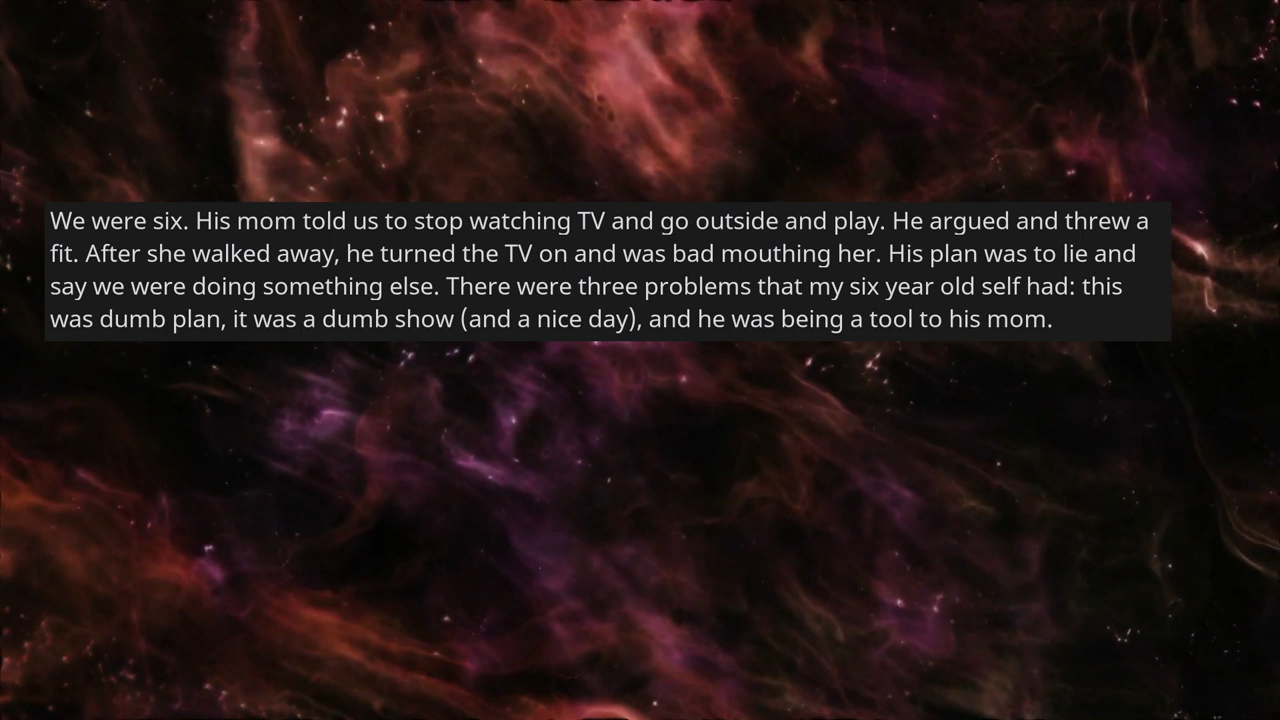 We were six. His mom told us to stop watching TV and go outside and play. He argued and threw a
fit. After she walked away, he turned the TV on and was bad mouthing her. His plan was to lie and
say we were doing something else. There were three problems that my six year old self had: this
was dumb plan, it was a dumb show (and a nice day), and he was being a tool to his mom.